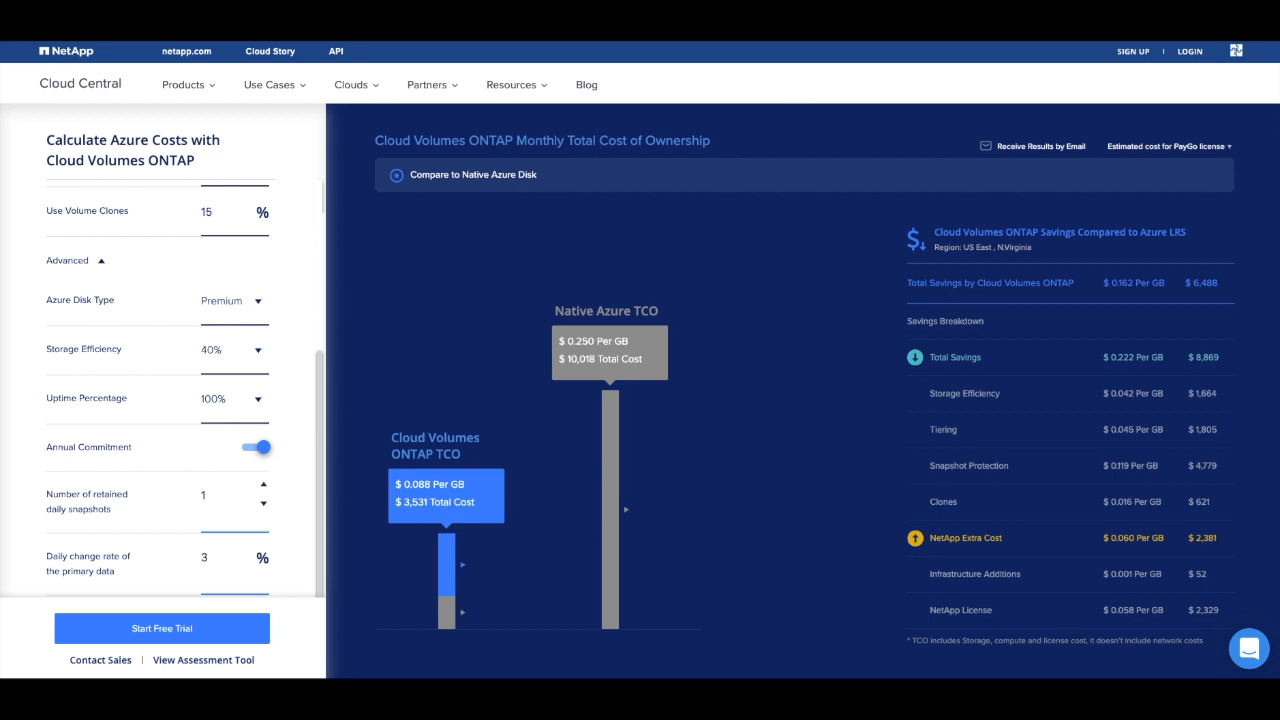 NetApp
netapp.com
Cloud Story
API
SIGN UP
LOGIN
Cloud Central
Products
Use Cases
Clouds
Partners
Resources
Blog
Calculate Azure Costs with
Cloud Volumes ONTAP
Use Volume Clones 15 %
Advanced
Azure Disk Type Premium
Storage Efficiency 40%
Uptime Percentage 100%
Annual Commitment
Number of retained
daily snapshots
1
Daily change rate of
the primary data
3 %
Start Free Trial
Contact Sales | View Assessment Tool
Cloud Volumes ONTAP Monthly Total Cost of Ownership
Receive Results by Email
Estimated cost for PayGo license
Compare to Native Azure Disk
Native Azure TCO
$ 0.250 Per GB
$ 10,018 Total Cost
Cloud Volumes
ONTAP TCO
$ 0.088 Per GB
$ 3,531 Total Cost
Cloud Volumes ONTAP Savings Compared to Azure LRS
Region: US East , N.Virginia
Total Savings by Cloud Volumes ONTAP $ 0.162 Per GB $ 6,488
Savings Breakdown
Total Savings $ 0.222 Per GB $ 8,869
Storage Efficiency $ 0.042 Per GB $ 1,664
Tiering $ 0.045 Per GB $ 1,805
Snapshot Protection $ 0.119 Per GB $ 4,779
Clones $ 0.016 Per GB $ 621
NetApp Extra Cost $ 0.060 Per GB $ 2,381
Infrastructure Additions $ 0.001 Per GB $ 52
NetApp License $ 0.058 Per GB $ 2,329
* TCO includes Storage, compute and license cost, it doesn't include network costs